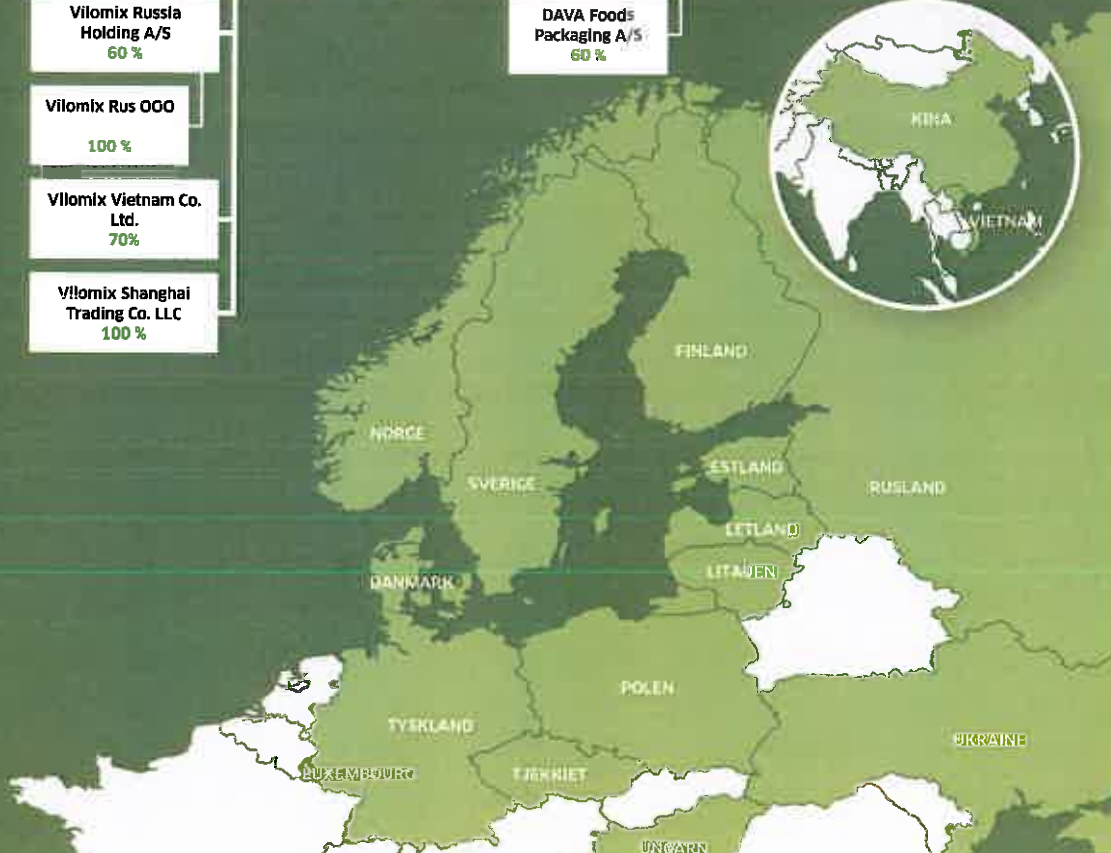 Vilomix Russia
Holding A/S
60 %
Vilomix Rus OOO
100 %
Vilomix Vietnam Co.
Ltd.
70%
Vilomix Shanghai
Trading Co. LLC
100 %
DAVA Foods
Packaging A/S
60 %
KINA
VIETNAM
FINLAND
NORGE
SVERIGE
ESTLAND
RUSLAND
LETLAND
LITAUEN
DANMARK
POLEN
TYSKLAND
UKRAINE
LUXEMBOURG
TJEKKIET
UNGARN